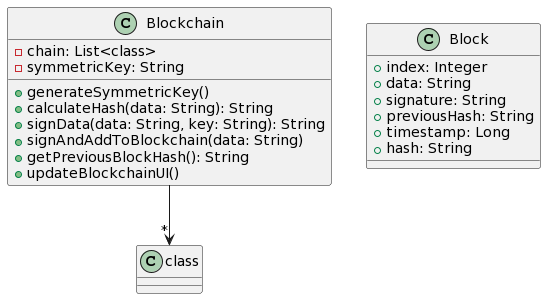 C Blockchain
chain: List<class>
symmetricKey: String
generateSymmetricKey()
calculateHash(data: String): String
signData(data: String, key: String): String
signAndAddToBlockchain(data: String)
getPreviousBlockHash(): String
updateBlockchainUI()
C Block
index: Integer
data: String
signature: String
previousHash: String
timestamp: Long
hash: String
*
C class